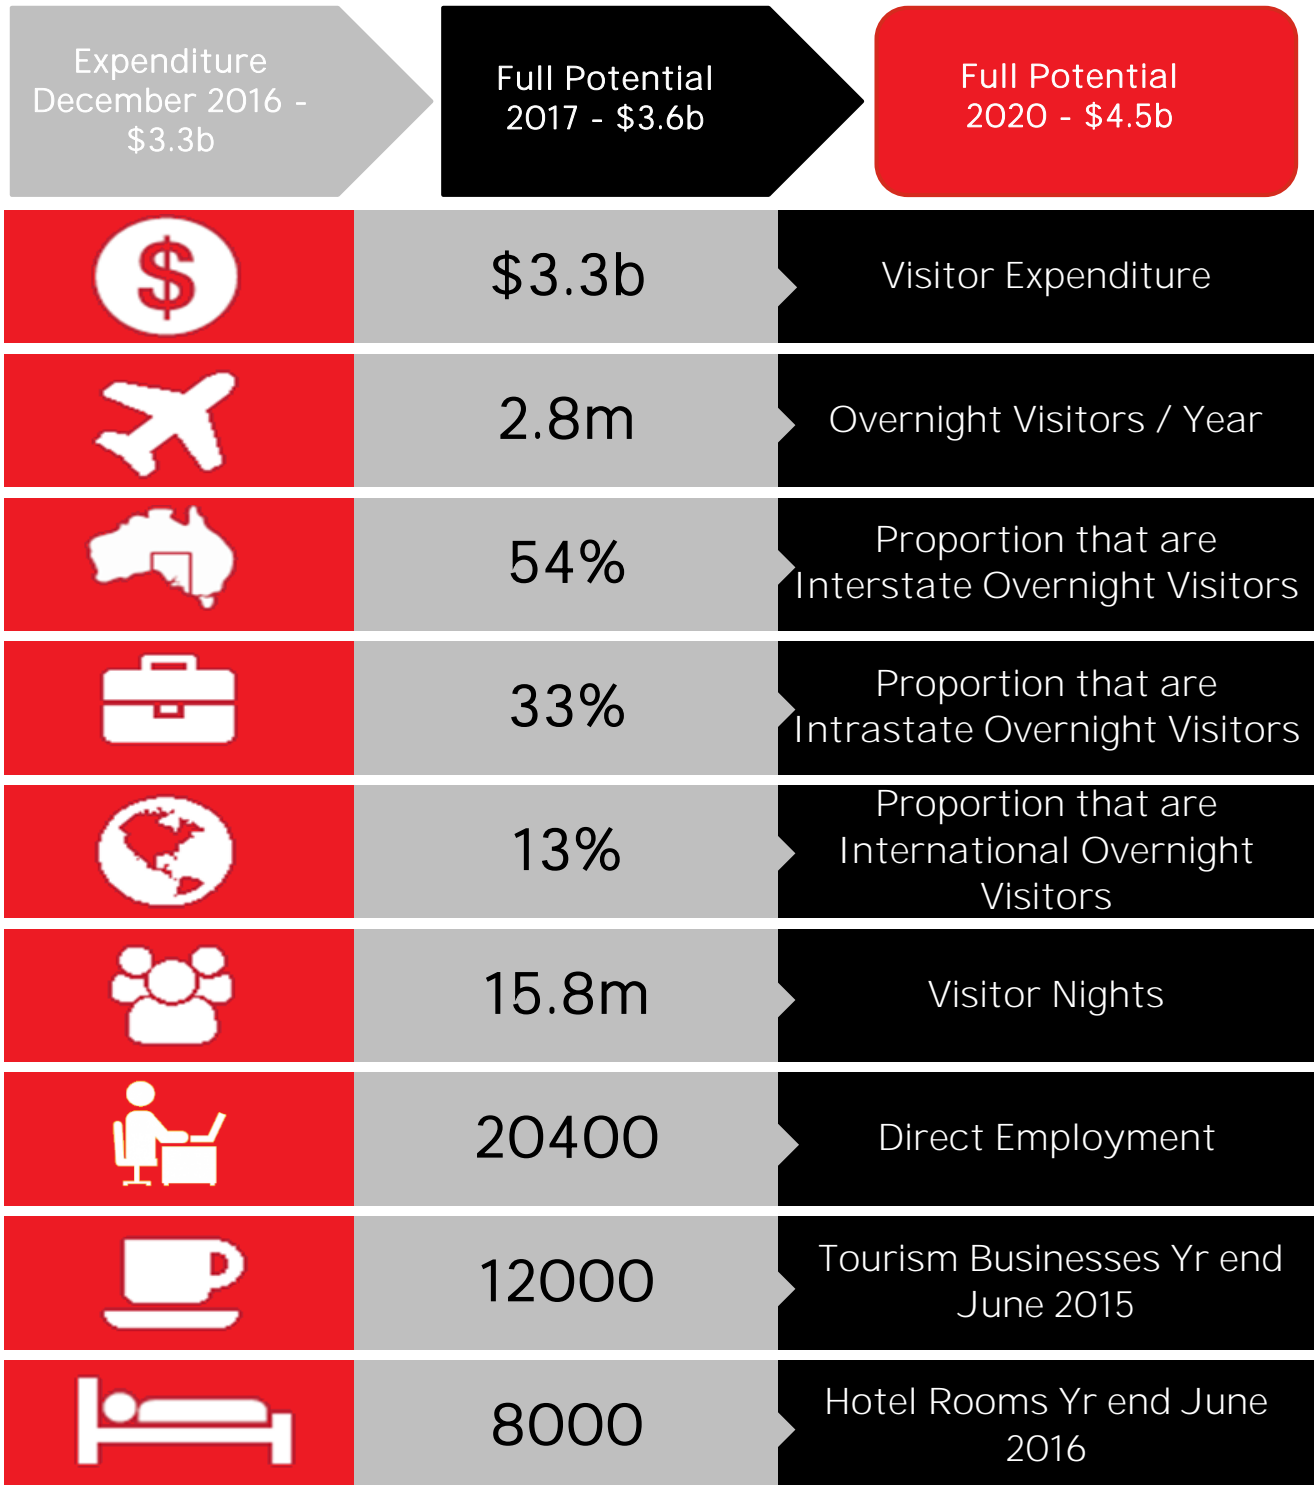 Expenditure
December 2016 -
$3.3b
Full Potential
2017 - $3.6b
Full Potential
2020 - $4.5b
$
$3.3b
Visitor Expenditure
2.8m
Overnight Visitors / Year
54%
Proportion that are
Interstate Overnight Visitors
33%
Proportion that are
Intrastate Overnight Visitors
13%
Proportion that are
International Overnight
Visitors
15.8m
Visitor Nights
20400
Direct Employment
12000
Tourism Businesses Yr end
June 2015
8000
Hotel Rooms Yr end June
2016